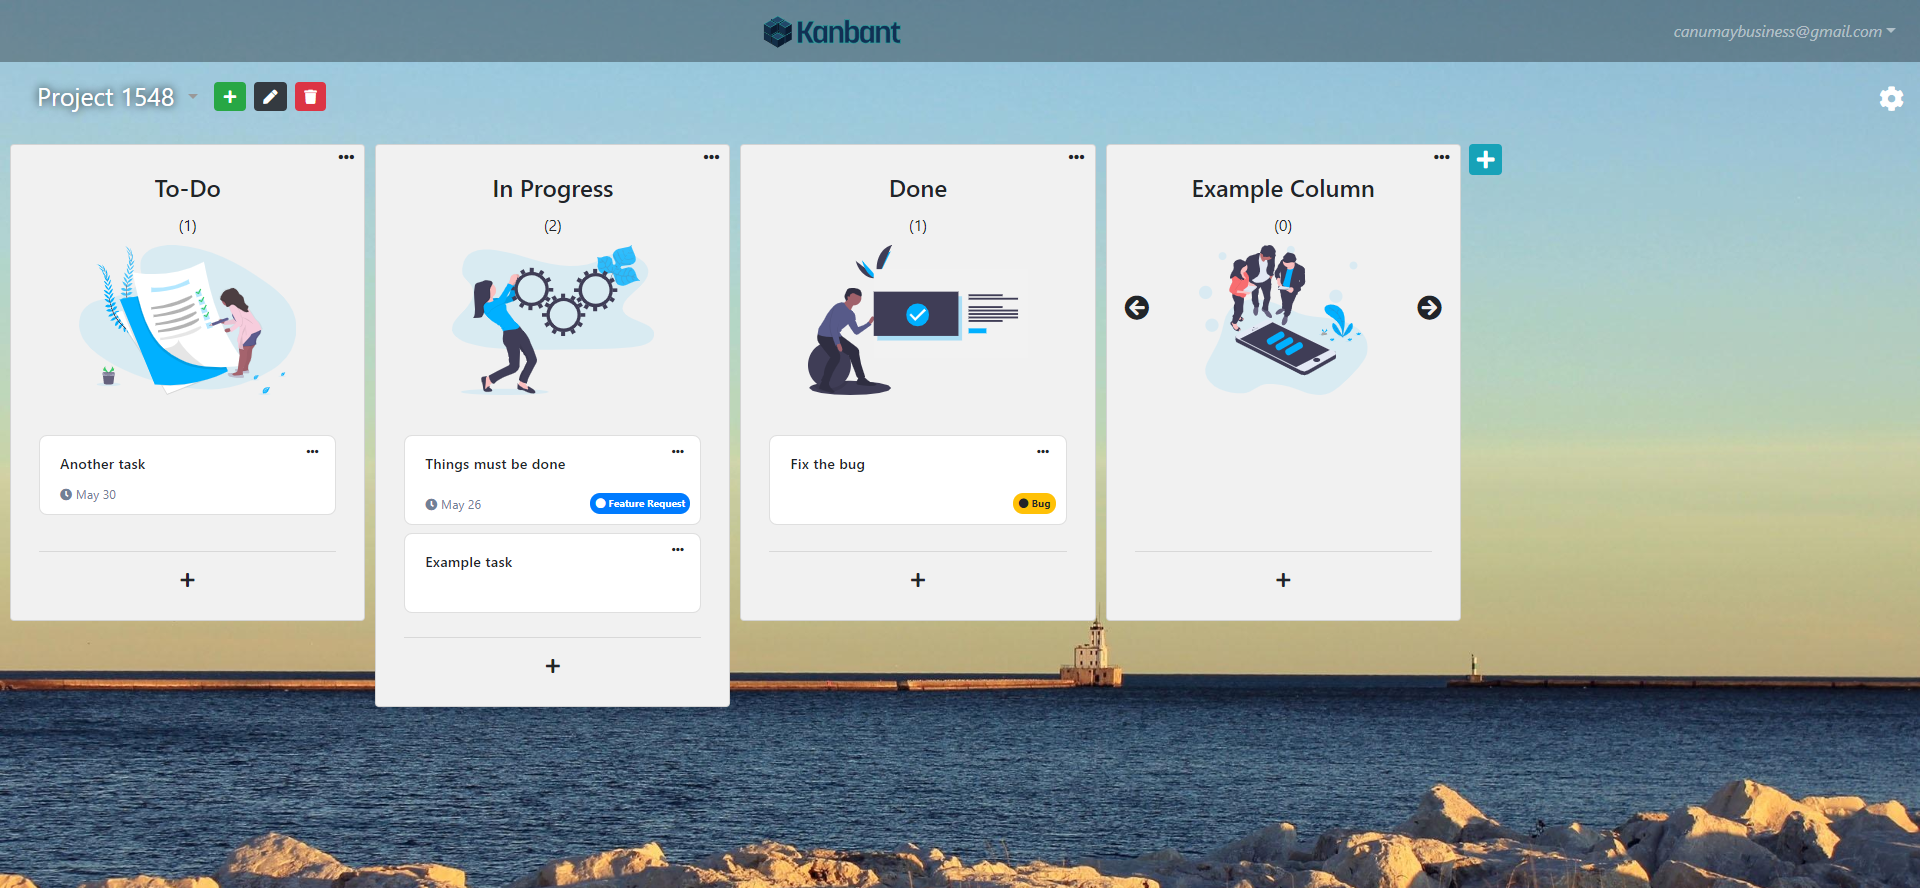 Kanbant
canumaybusiness@gmail.com
Project 1548
To-Do
(1)
Another task
May 30
In Progress
(2)
Things must be done
May 26
Feature Request
Example task
Done
(1)
Fix the bug
Bug
Example Column
(0)